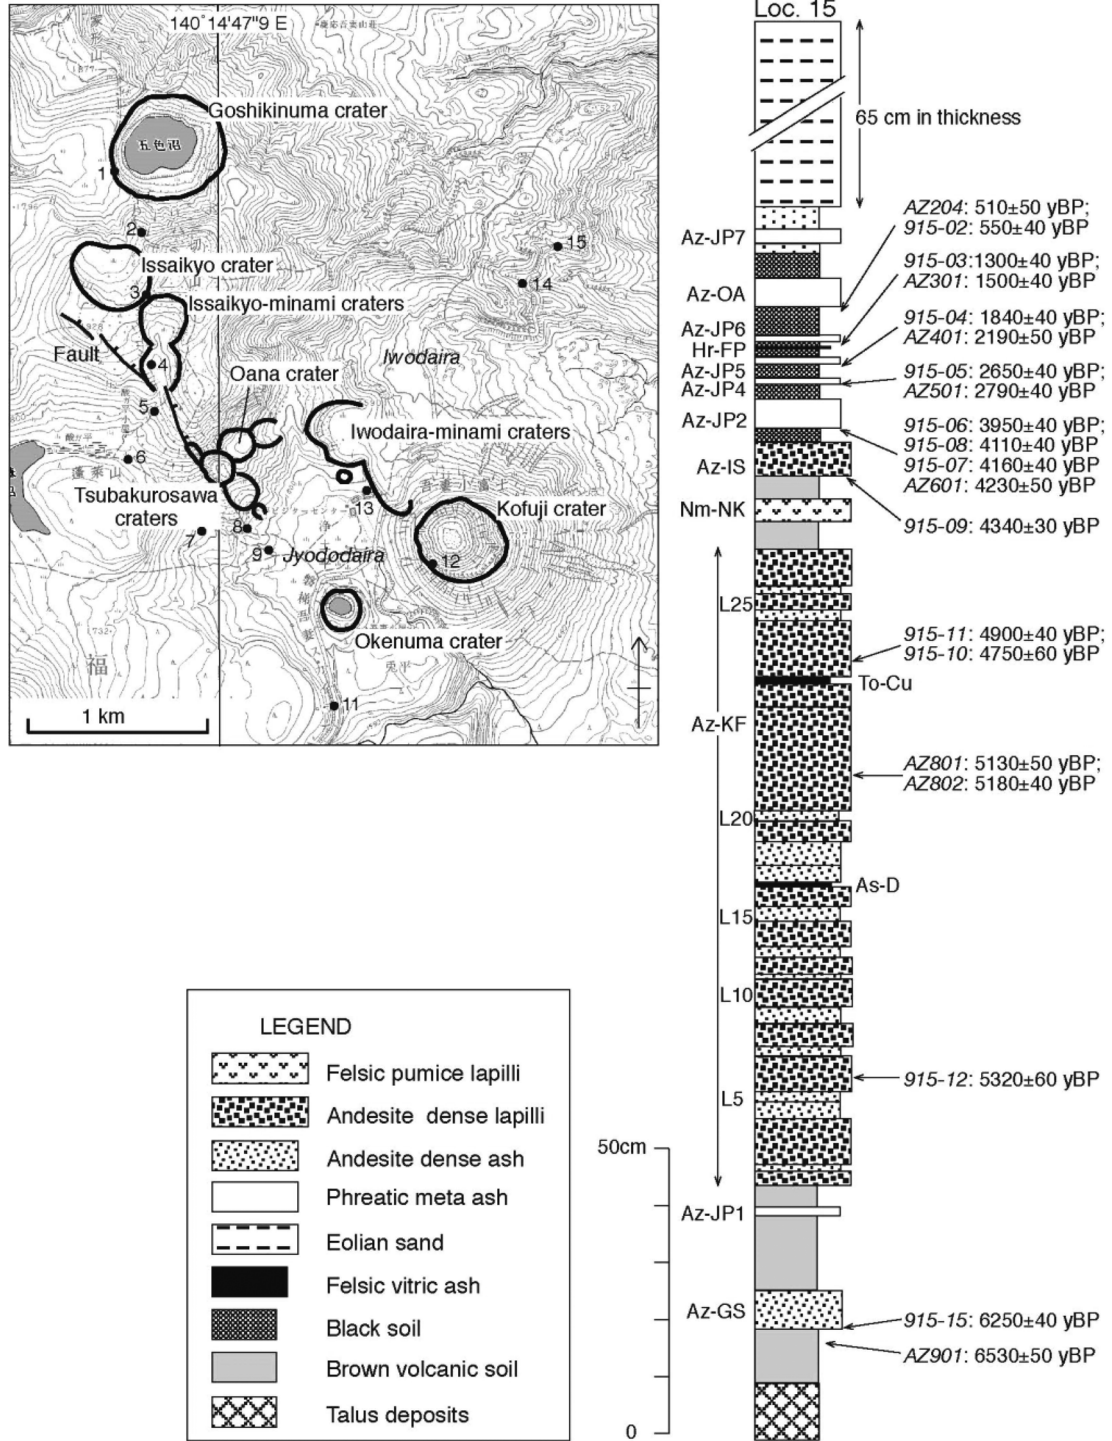 140˚14'47"9 E
Goshikinuma crater
五色沼
1
2
Issaikyo crater
3
Issaikyo-minami craters
Fault
4
Oana crater
Iwodaira
15
14
5
6
Iwodaira-minami craters
Tsubakurosawa
craters
7
8
9
13
Kofuji crater
12
Jyododaira
Okenuma crater
福
11
1 km
Loc. 15
65 cm in thickness
Az-JP7
Az-OA
Az-JP6
Hr-FP
Az-JP5
Az-JP4
Az-JP2
Az-IS
Nm-NK
L25
To-Cu
Az-KF
L20
As-D
L15
L10
L5
Az-JP1
Az-GS
AZ204: 510±50 yBP;
915-02: 550±40 yBP
915-03:1300±40 yBP;
AZ301: 1500±40 yBP
915-04: 1840±40 yBP;
AZ401: 2190±50 yBP
915-05: 2650±40 yBP;
AZ501: 2790±40 yBP
915-06: 3950±40 yBP;
915-08: 4110±40 yBP
915-07: 4160±40 yBP
AZ601: 4230±50 yBP
915-09: 4340±30 yBP
915-11: 4900±40 yBP;
915-10: 4750±60 yBP
AZ801: 5130±50 yBP;
AZ802: 5180±40 yBP
915-12: 5320±60 yBP
915-15: 6250±40 yBP
AZ901: 6530±50 yBP
50cm
0
LEGEND
Felsic pumice lapilli
Andesite dense lapilli
Andesite dense ash
Phreatic meta ash
Eolian sand
Felsic vitric ash
Black soil
Brown volcanic soil
Talus deposits